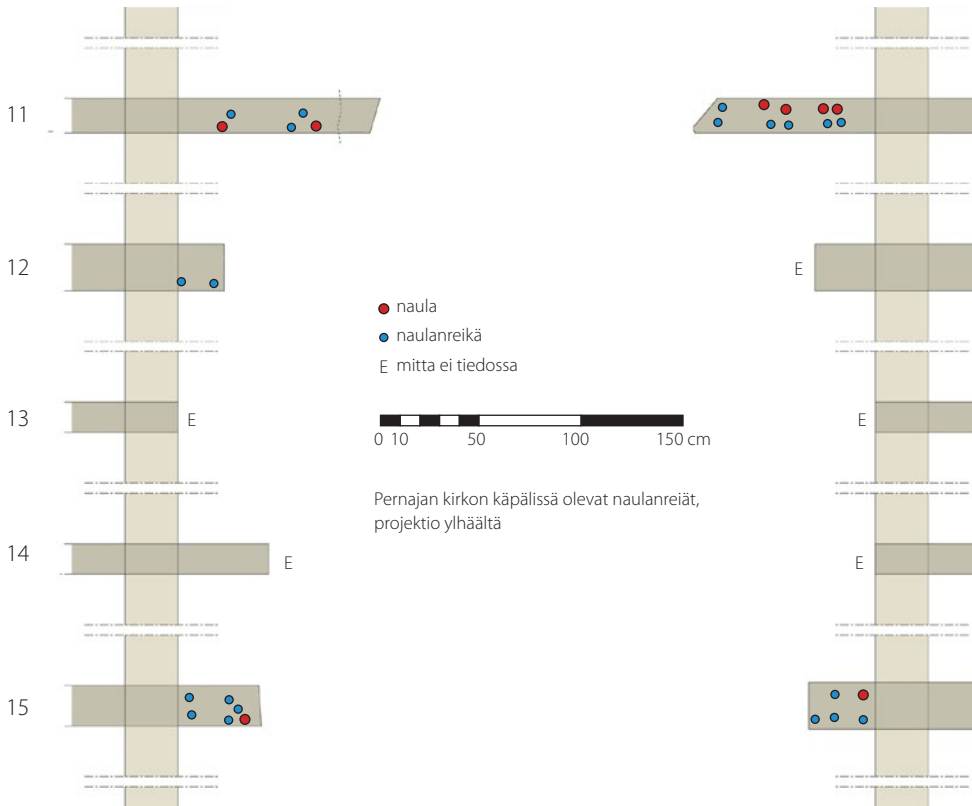 11
12
E
naula
naulanreikä
E mitta ei tiedossa
13
E
E
0 10 50 100 150 cm
Pernajan kirkon käpälissä olevat naulanreiät,
projektio ylhäältä
14
E
E
15